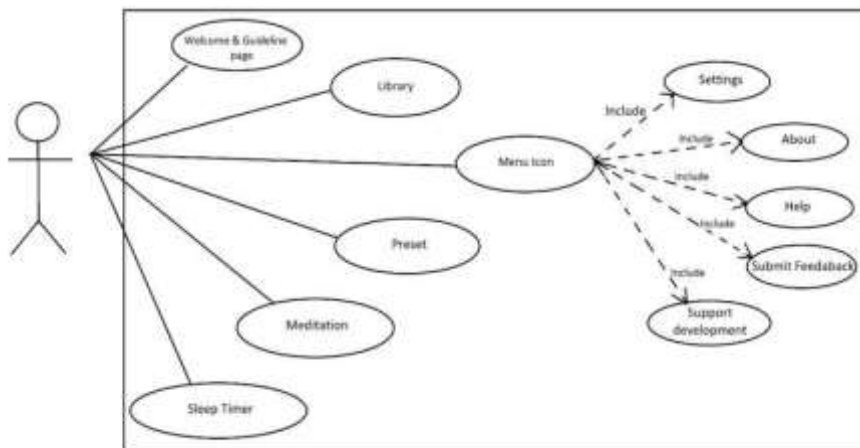 Welcome & Guideline
page
Library
Settings
Include
Include
About
Menu Icon
Include
Help
Include
Preset
Submit Feedaback
Include
Support
development
Meditation
Sleep Timer